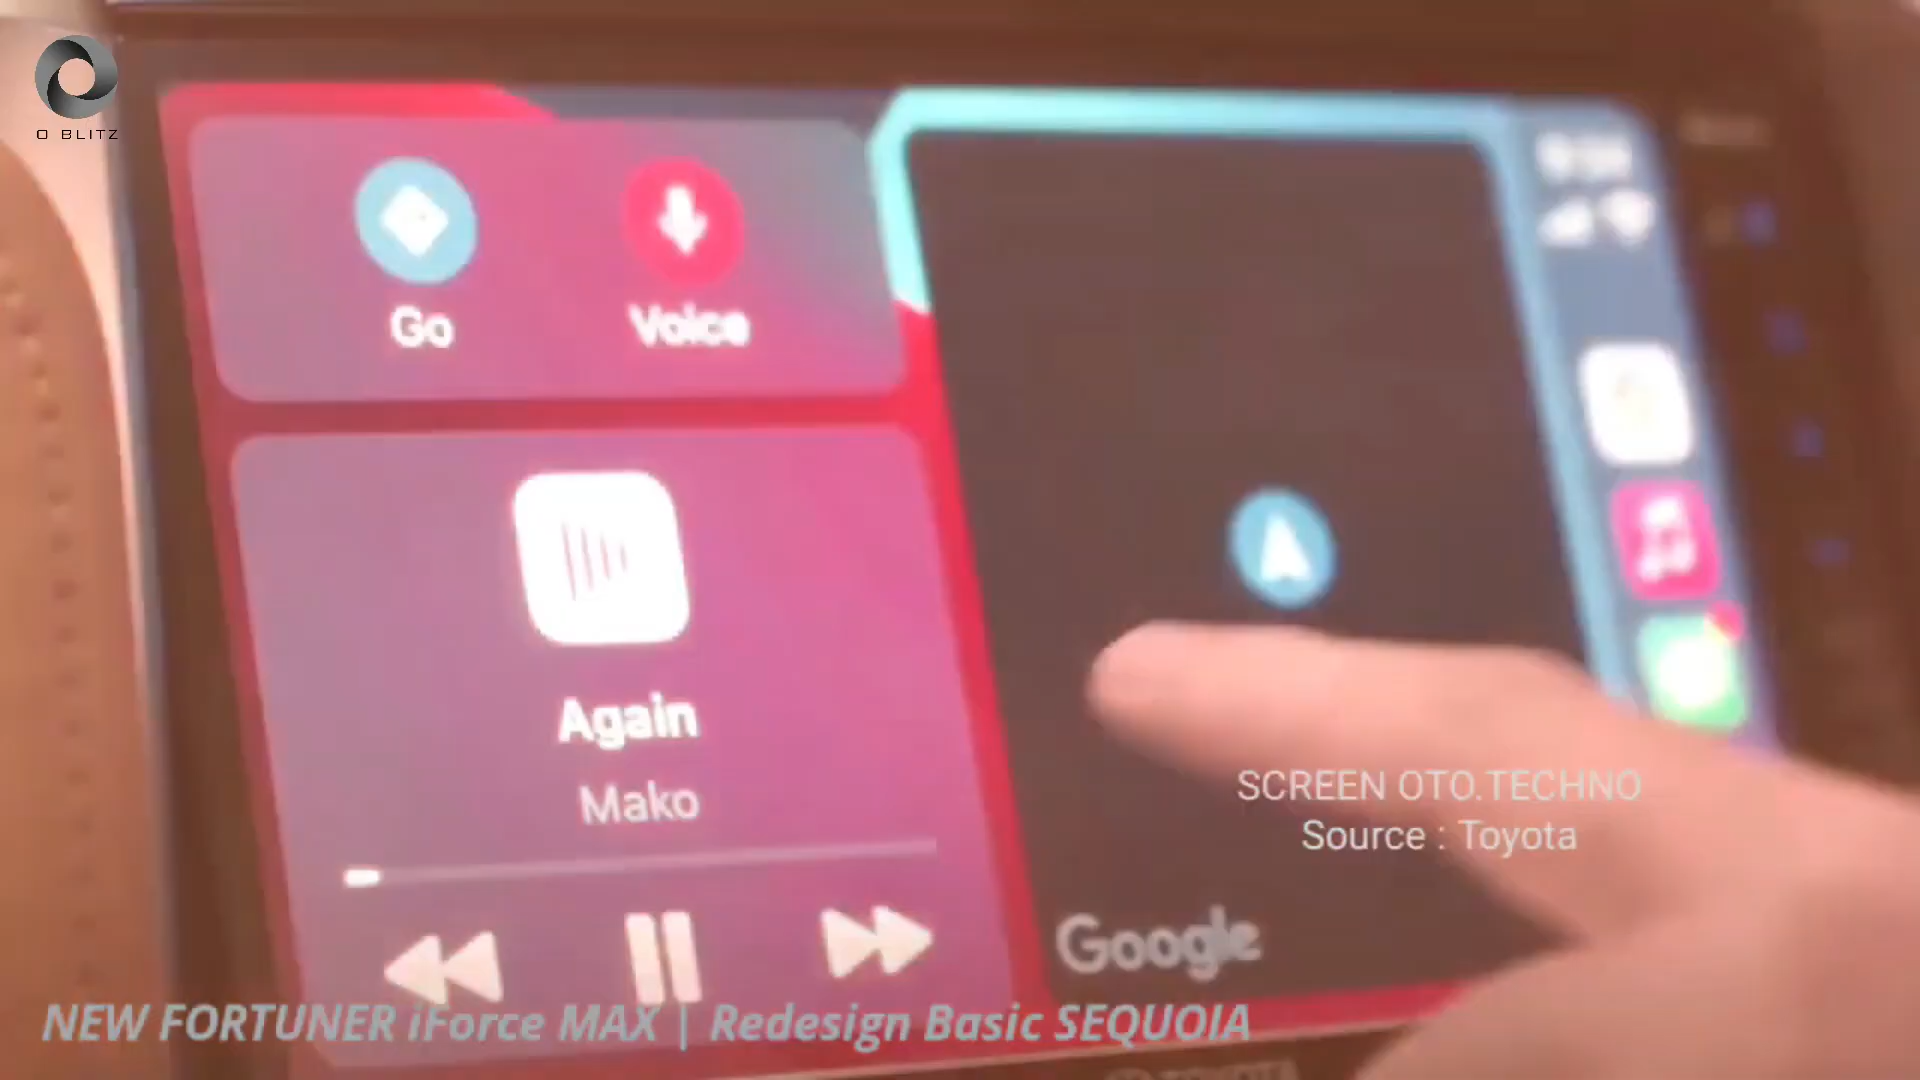 O BLITZ
Go
Voice
Again
Mako
SCREEN OTO.TECHNO
Source : Toyota
Google
NEW FORTUNER iForce MAX | Redesign Basic SEQUOIA